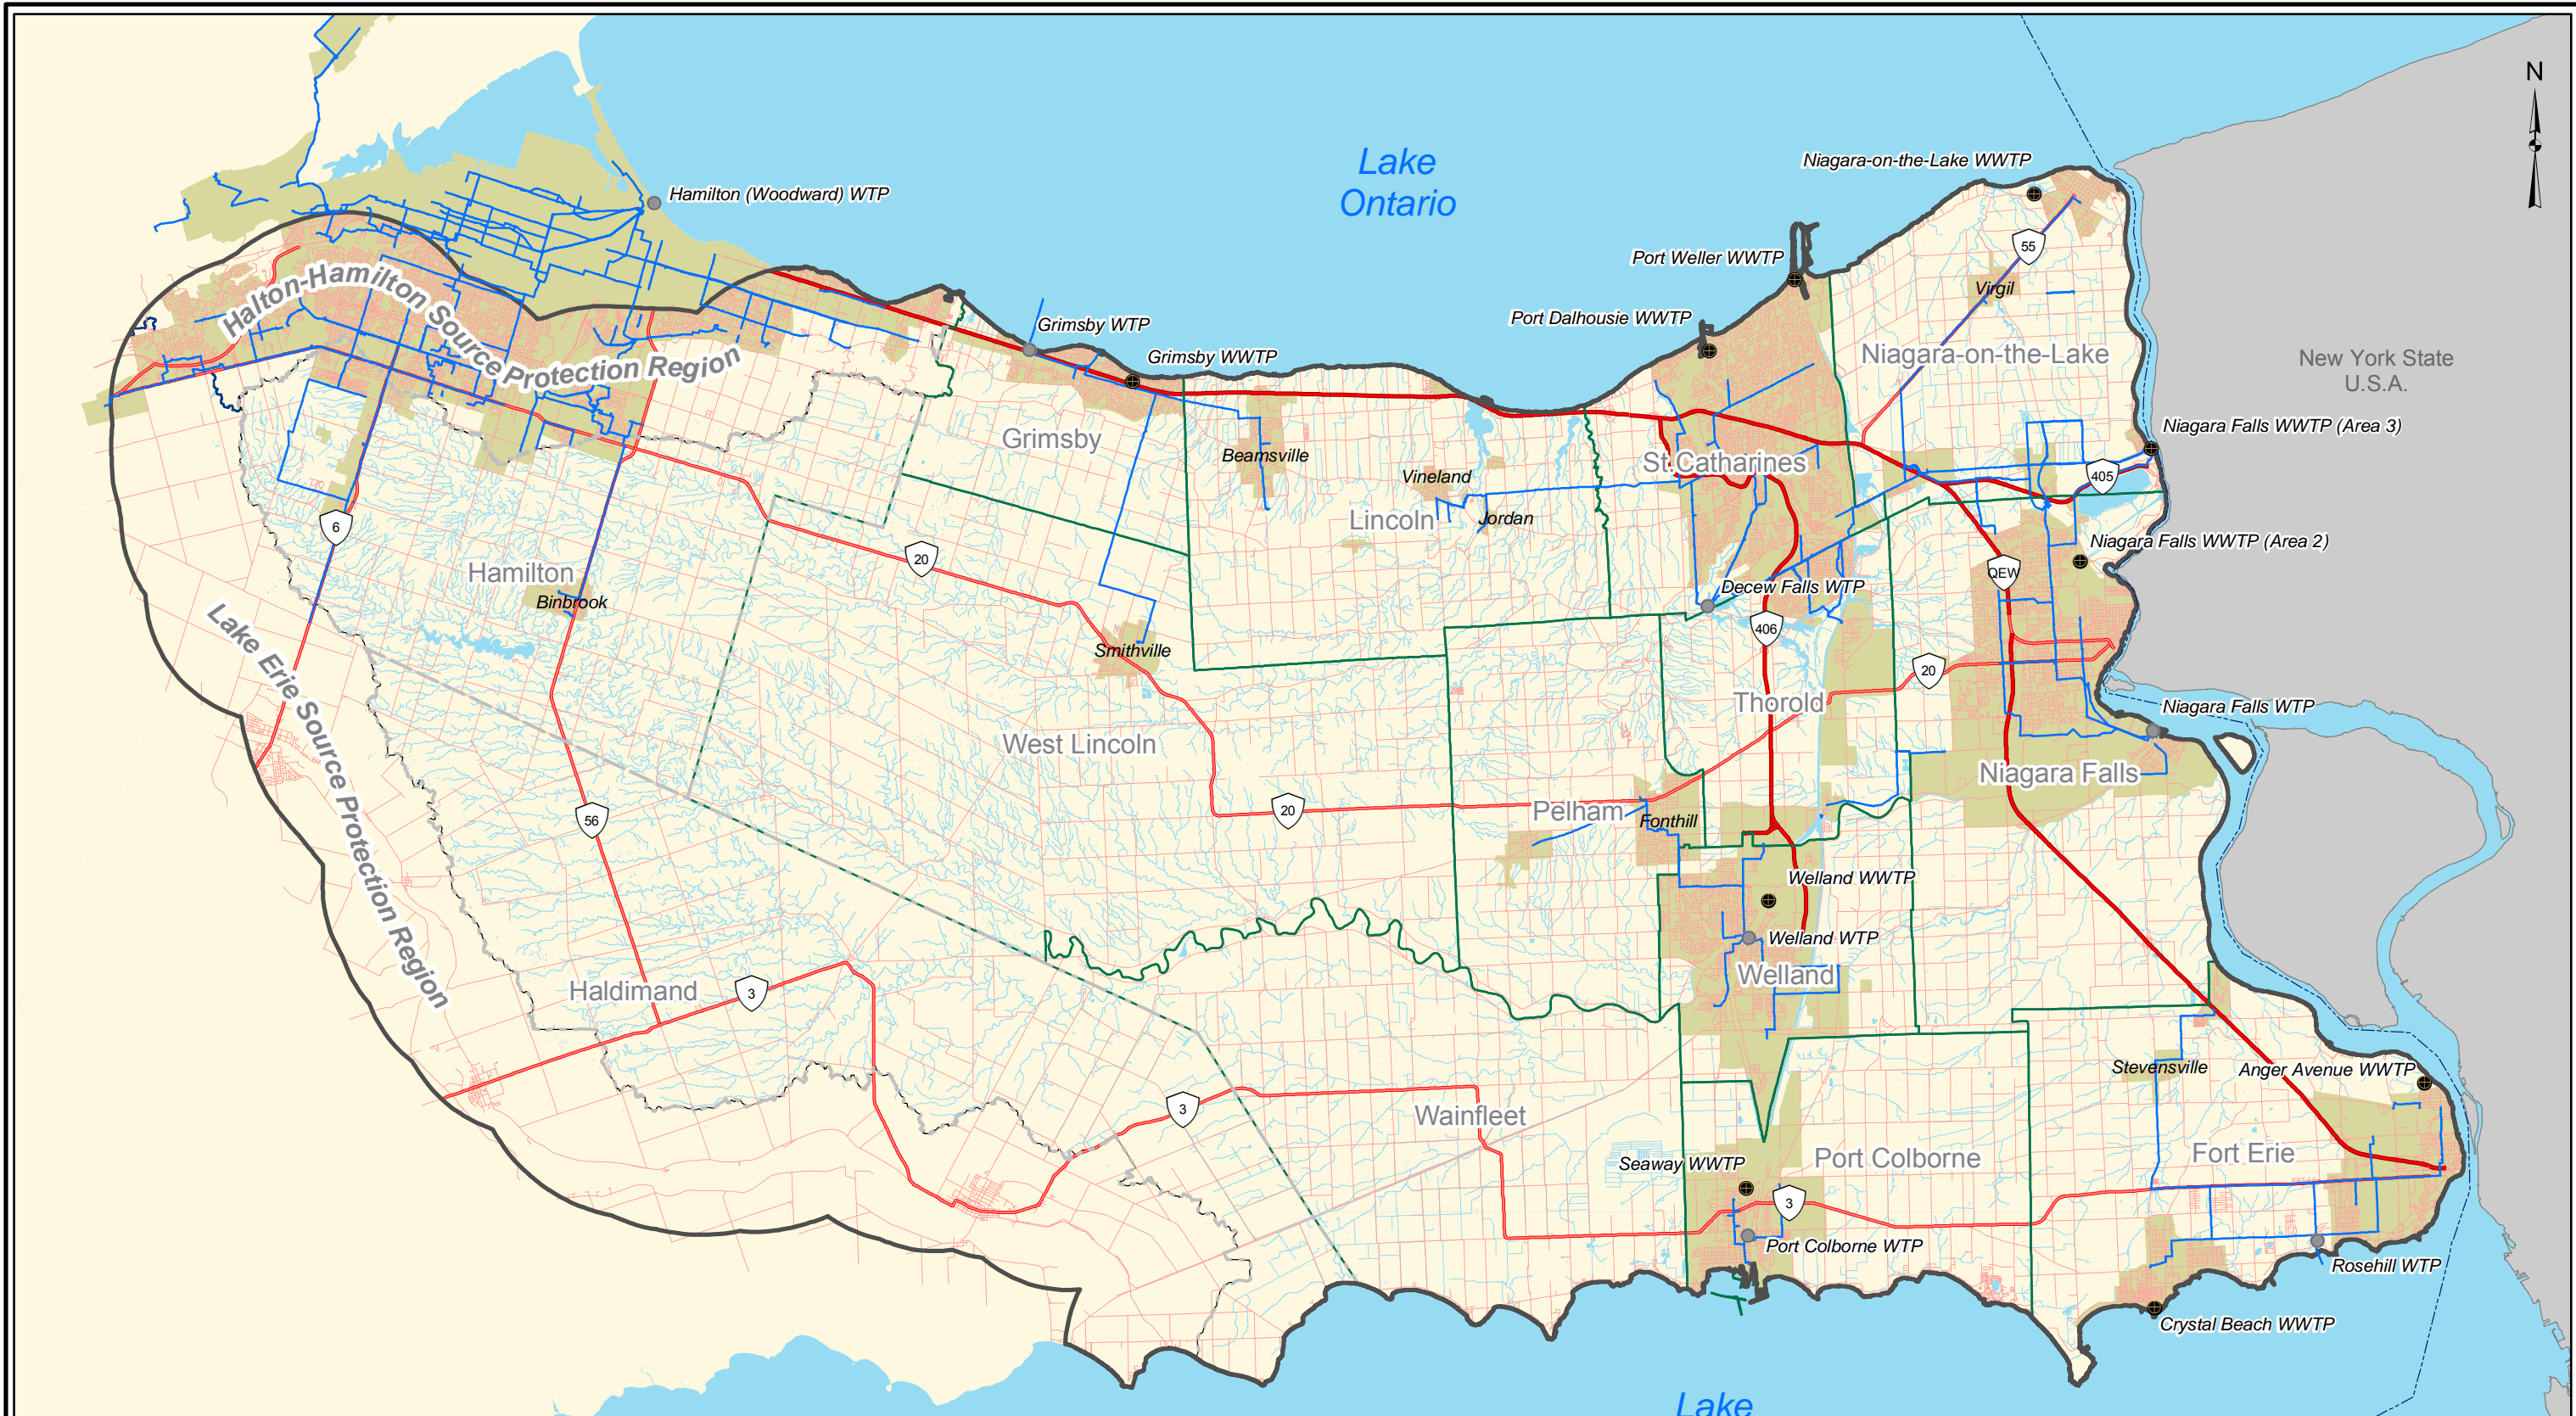 N
Lake
Ontario
Niagara-on-the-Lake WWTP
Hamilton (Woodward) WTP
55
Port Weller WWTP
Virgil
Halton-Hamilton Source Protection Region
Grimsby WTP
Port Dalhousie WWTP
Niagara-on-the-Lake
Grimsby WWTP
New York State
U.S.A.
Niagara Falls WWTP (Area 3)
Grimsby
Beamsville
St.Catharines
Vineland
405
Lincoln
Jordan
6
Niagara Falls WWTP (Area 2)
20
Hamilton
QEW
Decew Falls WTP
Binbrook
406
Smithville
20
Lake Erie Source Protection Region
Thorold
Niagara Falls WTP
West Lincoln
Niagara Falls
20
Pelham
Fonthill
56
Welland WWTP
Welland WTP
Welland
Haldimand
3
Stevensville
Anger Avenue WWTP
3
Wainfleet
Seaway WWTP
Port Colborne
Fort Erie
3
Port Colborne WTP
Rosehill WTP
Crystal Beach WWTP
Lake